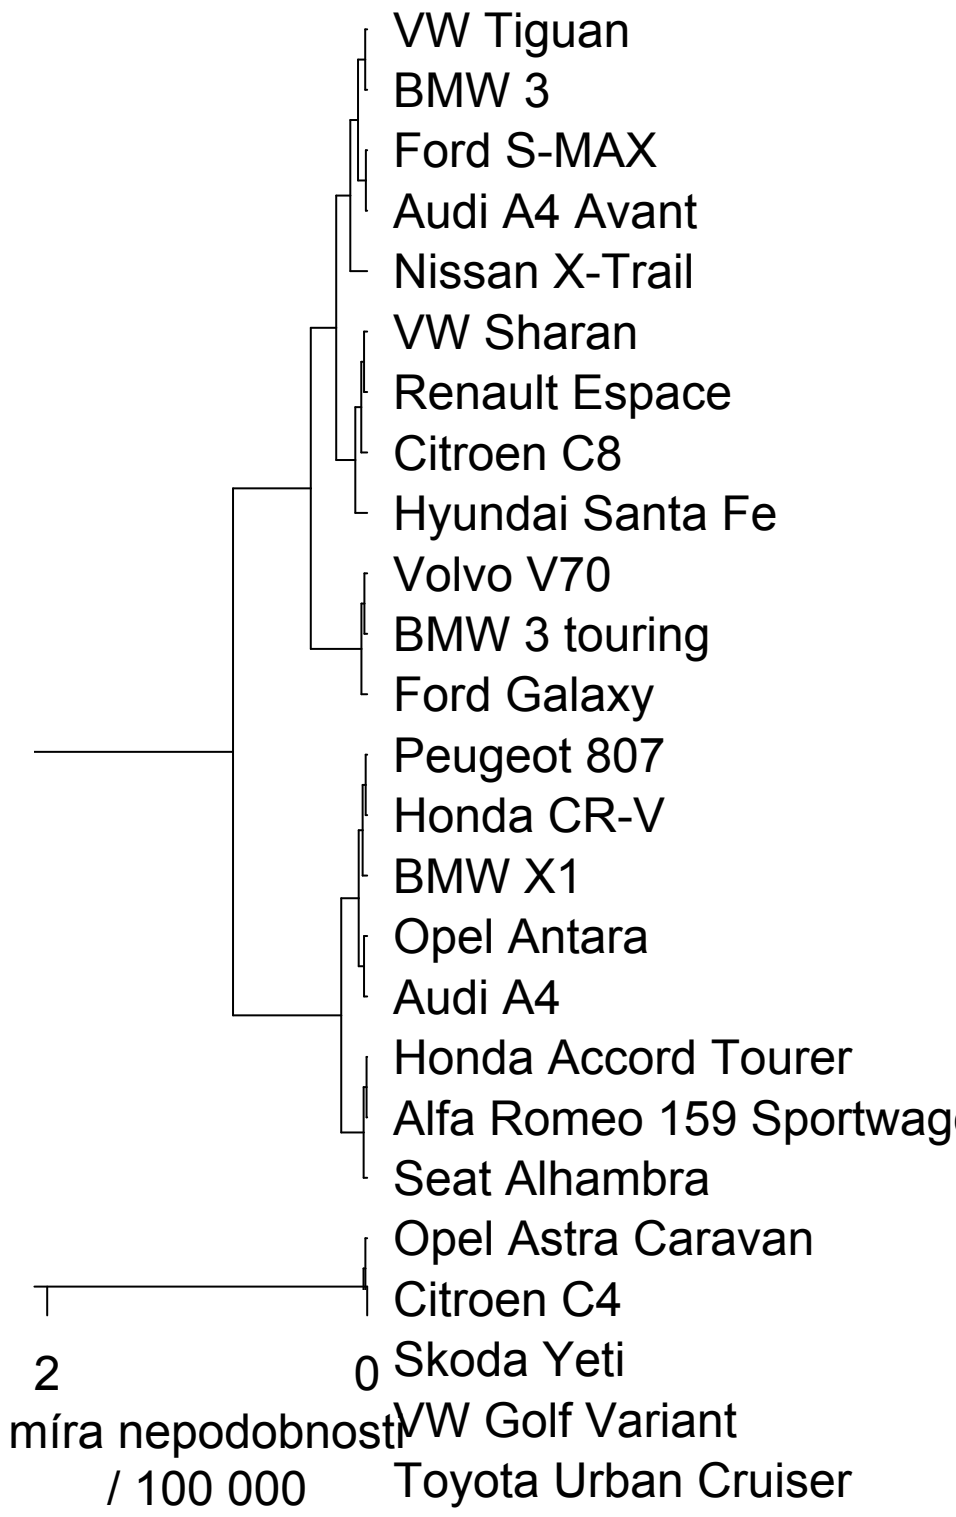 VW Tiguan
BMW 3
Ford S-MAX
Audi A4 Avant
Nissan X-Trail
VW Sharan
Renault Espace
Citroen C8
Hyundai Santa Fe
Volvo V70
BMW 3 touring
Ford Galaxy
Peugeot 807
Honda CR-V
BMW X1
Opel Antara
Audi A4
Honda Accord Tourer
Alfa Romeo 159
Seat Alhambra
Opel Astra Caravan
Citroen C4
Skoda Yeti
VW Golf Variant
Toyota Urban Cruiser
2 0
míra nepodobnosti
/ 100 000